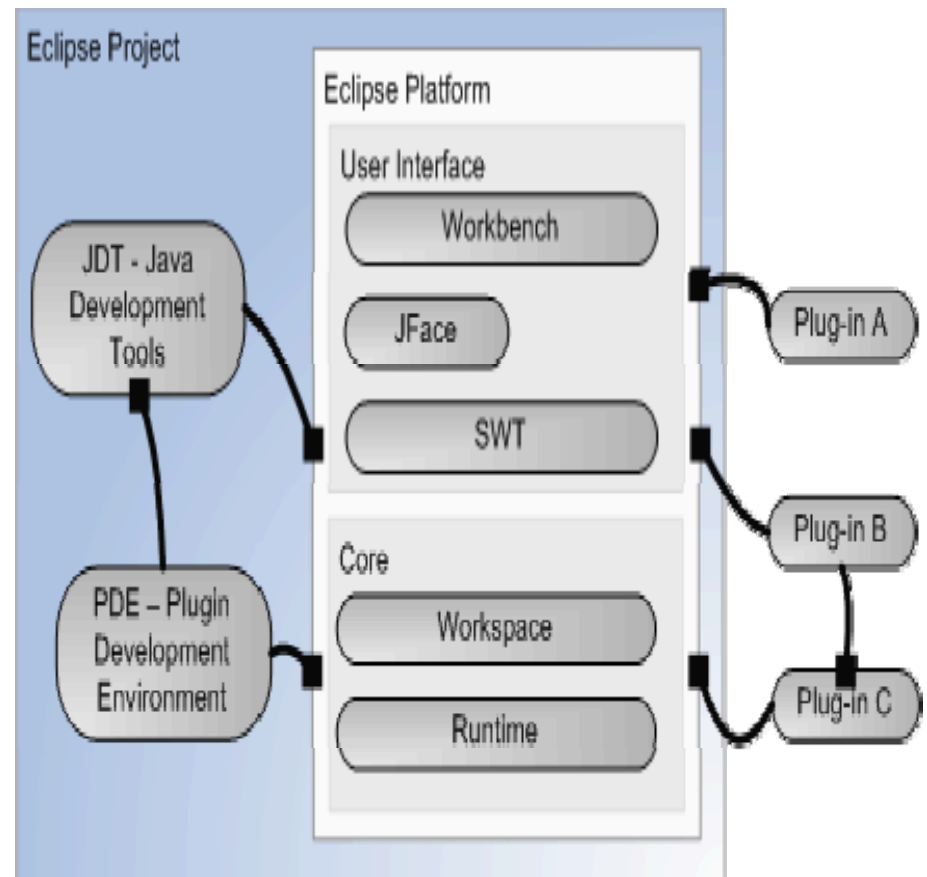 Eclipse Project
Eclipse Platform
User Interface
Workbench
JDT - Java
Development
Tools
JFace
SWT
Plug-in A
Plug-in B
Core
PDE – Plugin
Development
Environment
Workspace
Runtime
Plug-in C